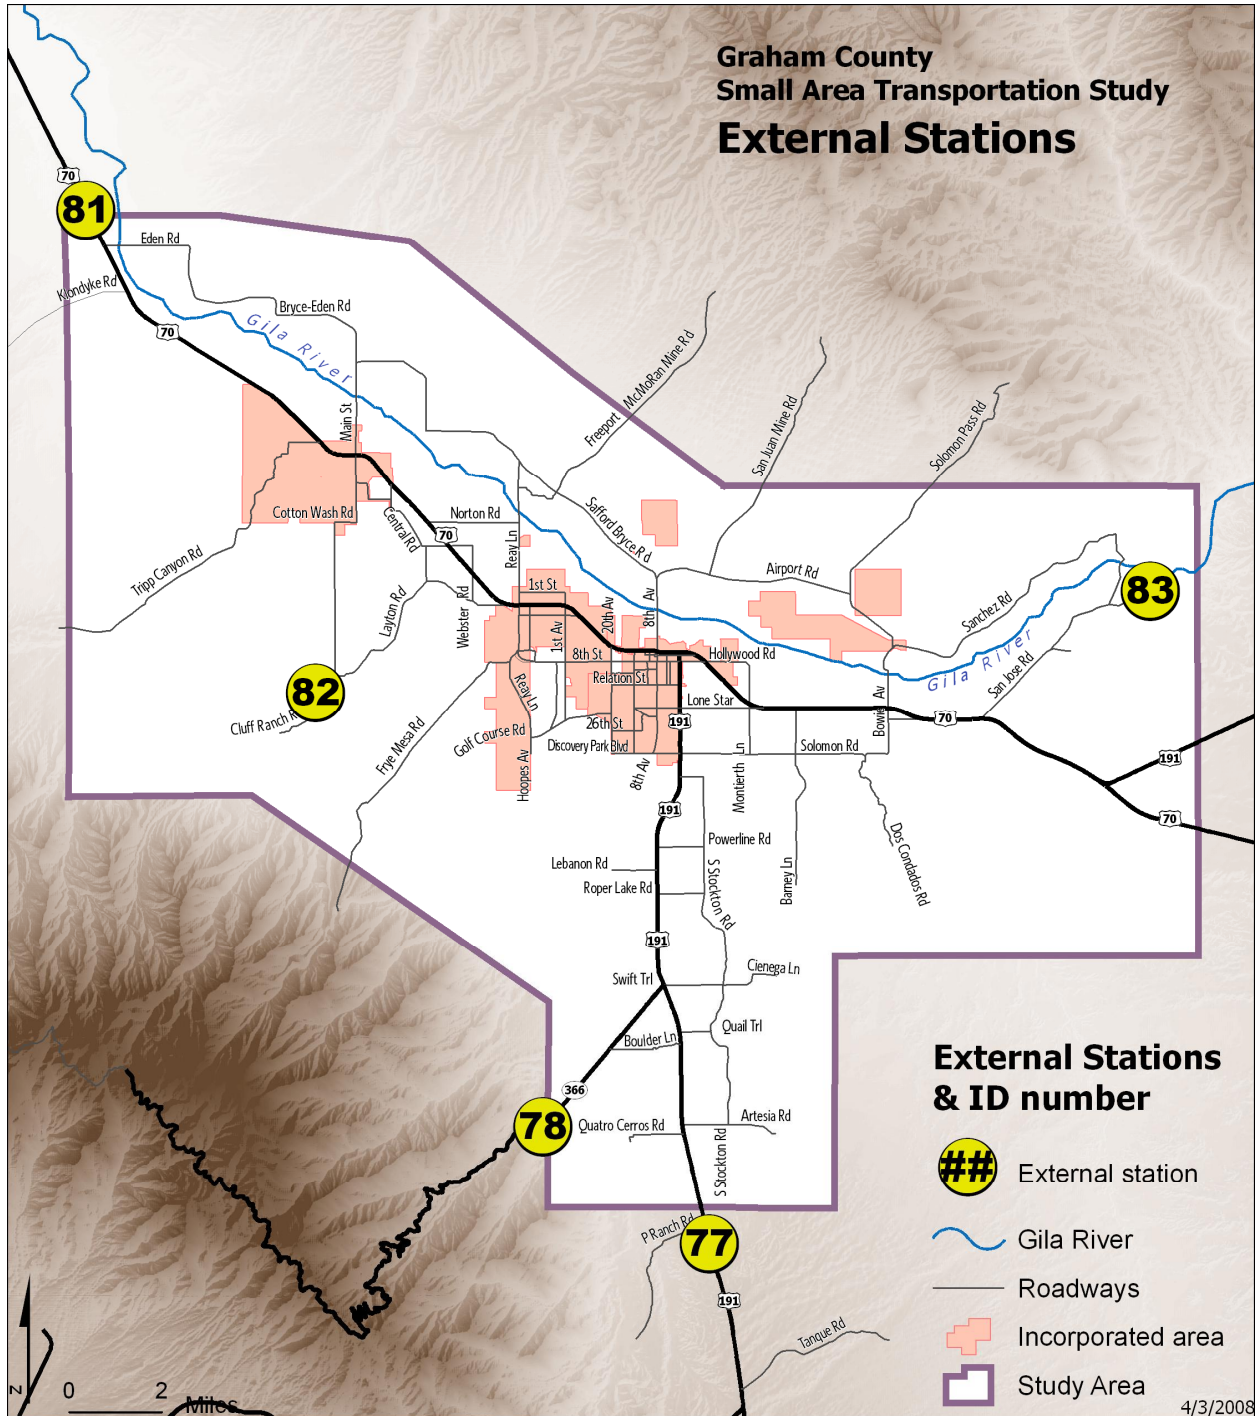 Graham County
Small Area Transportation Study
External Stations
70
81
Eden Rd
Klondyke Rd
Bryce-Eden Rd
70
Gila River
Freeport McMoRan Mine Rd
San Juan Mine Rd
Solomon Pass Rd
Main St
Cotton Wash Rd
Central Rd
Norton Rd
70
Reay Ln
Safford Bryce Rd
Tripp Canyon Rd
Airport Rd
83
1st St
Layton Rd
Webster Rd
20th Av
8th Av
Sanchez Rd
1st Av
8th St
Hollywood Rd
Gila River
San Jose Rd
Relation St
82
Reay Ln
Lone Star
Cluff Ranch R
26th St
191
Bowie Av
70
Frye Mesa Rd
Golf Course Rd
Discovery Park Blvd
Solomon Rd
191
Hoopes Av
8th Av
Montierth Ln
191
70
Powerline Rd
Dos Condados Rd
Lebanon Rd
Roper Lake Rd
S Stockton Rd
Barney Ln
191
Swift Trl
Cienega Ln
Quail Trl
Boulder Ln
366
78
Quatro Cerros Rd
Artesia Rd
S Stockton Rd
P Ranch Rd
77
191
Tanque Rd
External Stations
& ID number
## External station
Gila River
Roadways
Incorporated area
Study Area
N
0 2
Miles
4/3/2008